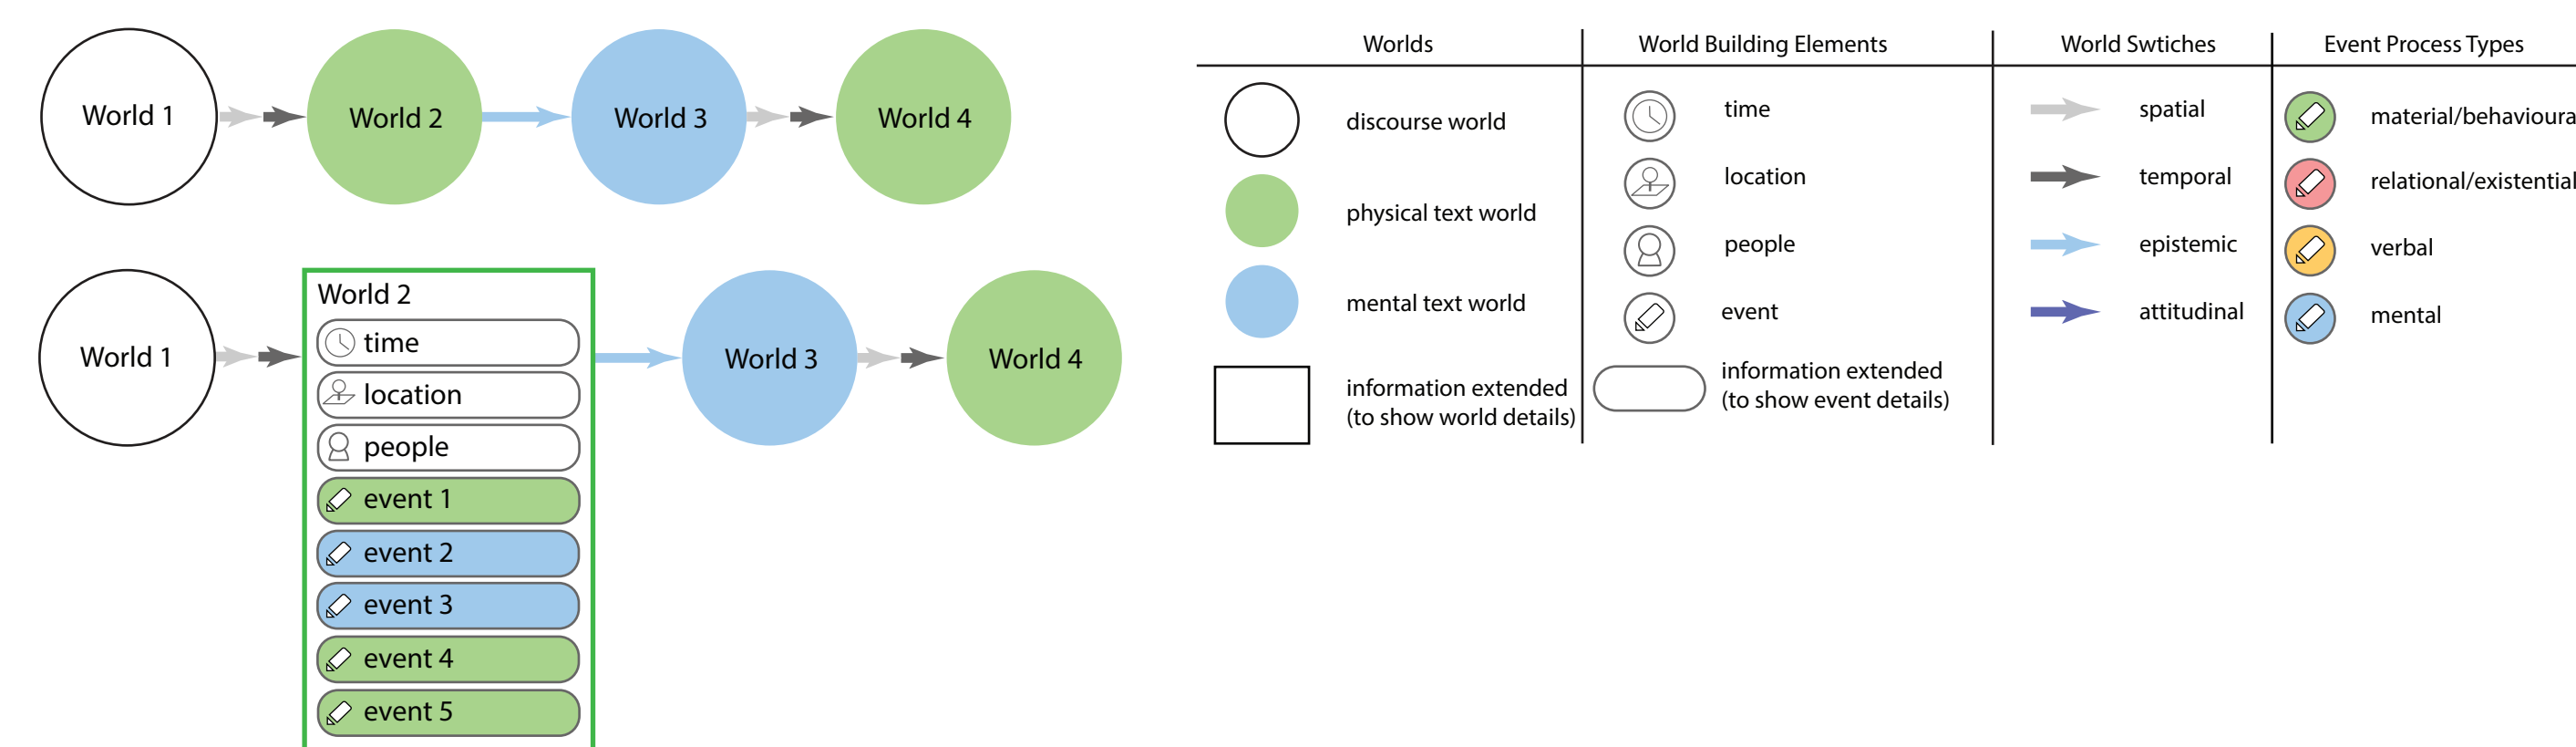 World 1
World 2
World 3
World 4
World 1
World 2
time
location
people
event 1
event 2
event 3
event 4
event 5
World 3
World 4
Worlds
discourse world
physical text world
mental text world
information extended
(to show world details)
World Building Elements
time
location
people
event
information extended
(to show event details)
World Swtiches
spatial
temporal
epistemic
attitudinal
Event Process Types
material/behavioura
relational/existential
verbal
mental